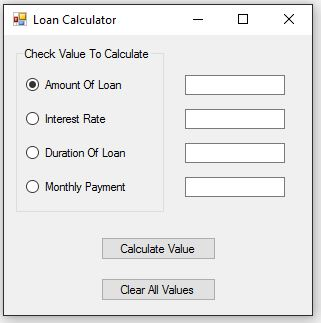 Loan Calculator
Check Value To Calculate
Amount Of Loan
Interest Rate
Duration Of Loan
Monthly Payment
Calculate Value
Clear All Values